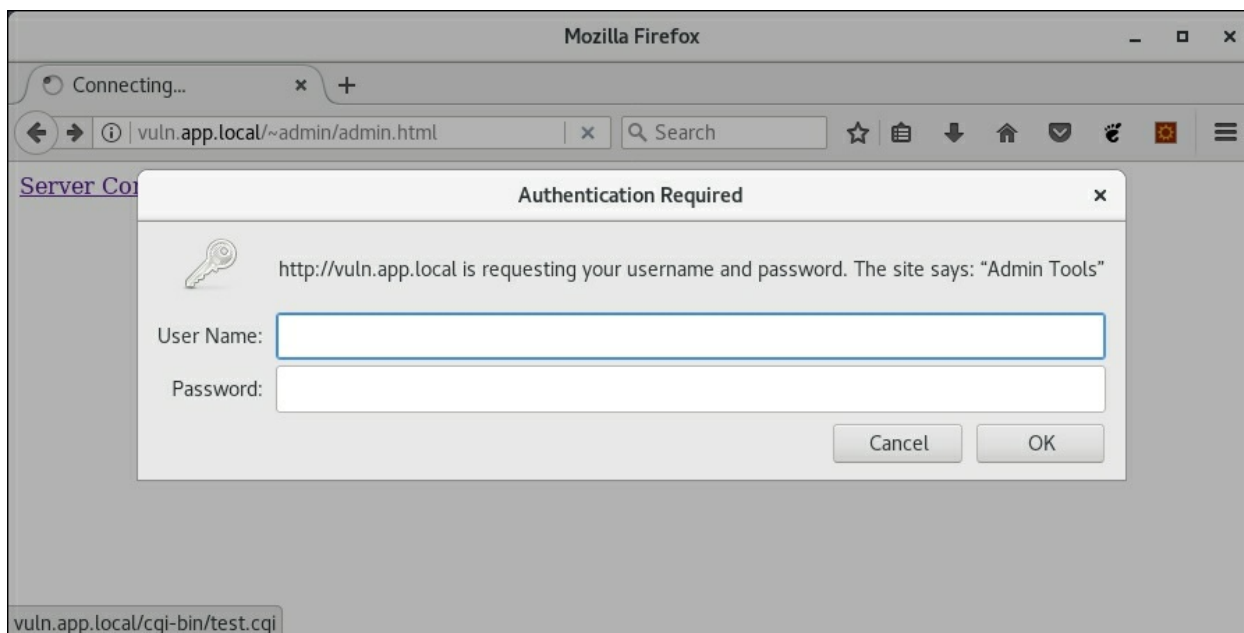 Mozilla Firefox
Connecting...
vuln.app.local/~admin/admin.html
Search
Server Con
Authentication Required
http://vuln.app.local is requesting your username and password. The site says: “Admin Tools”
User Name:
Password:
Cancel
OK
vuln.app.local/cgi-bin/test.cgi